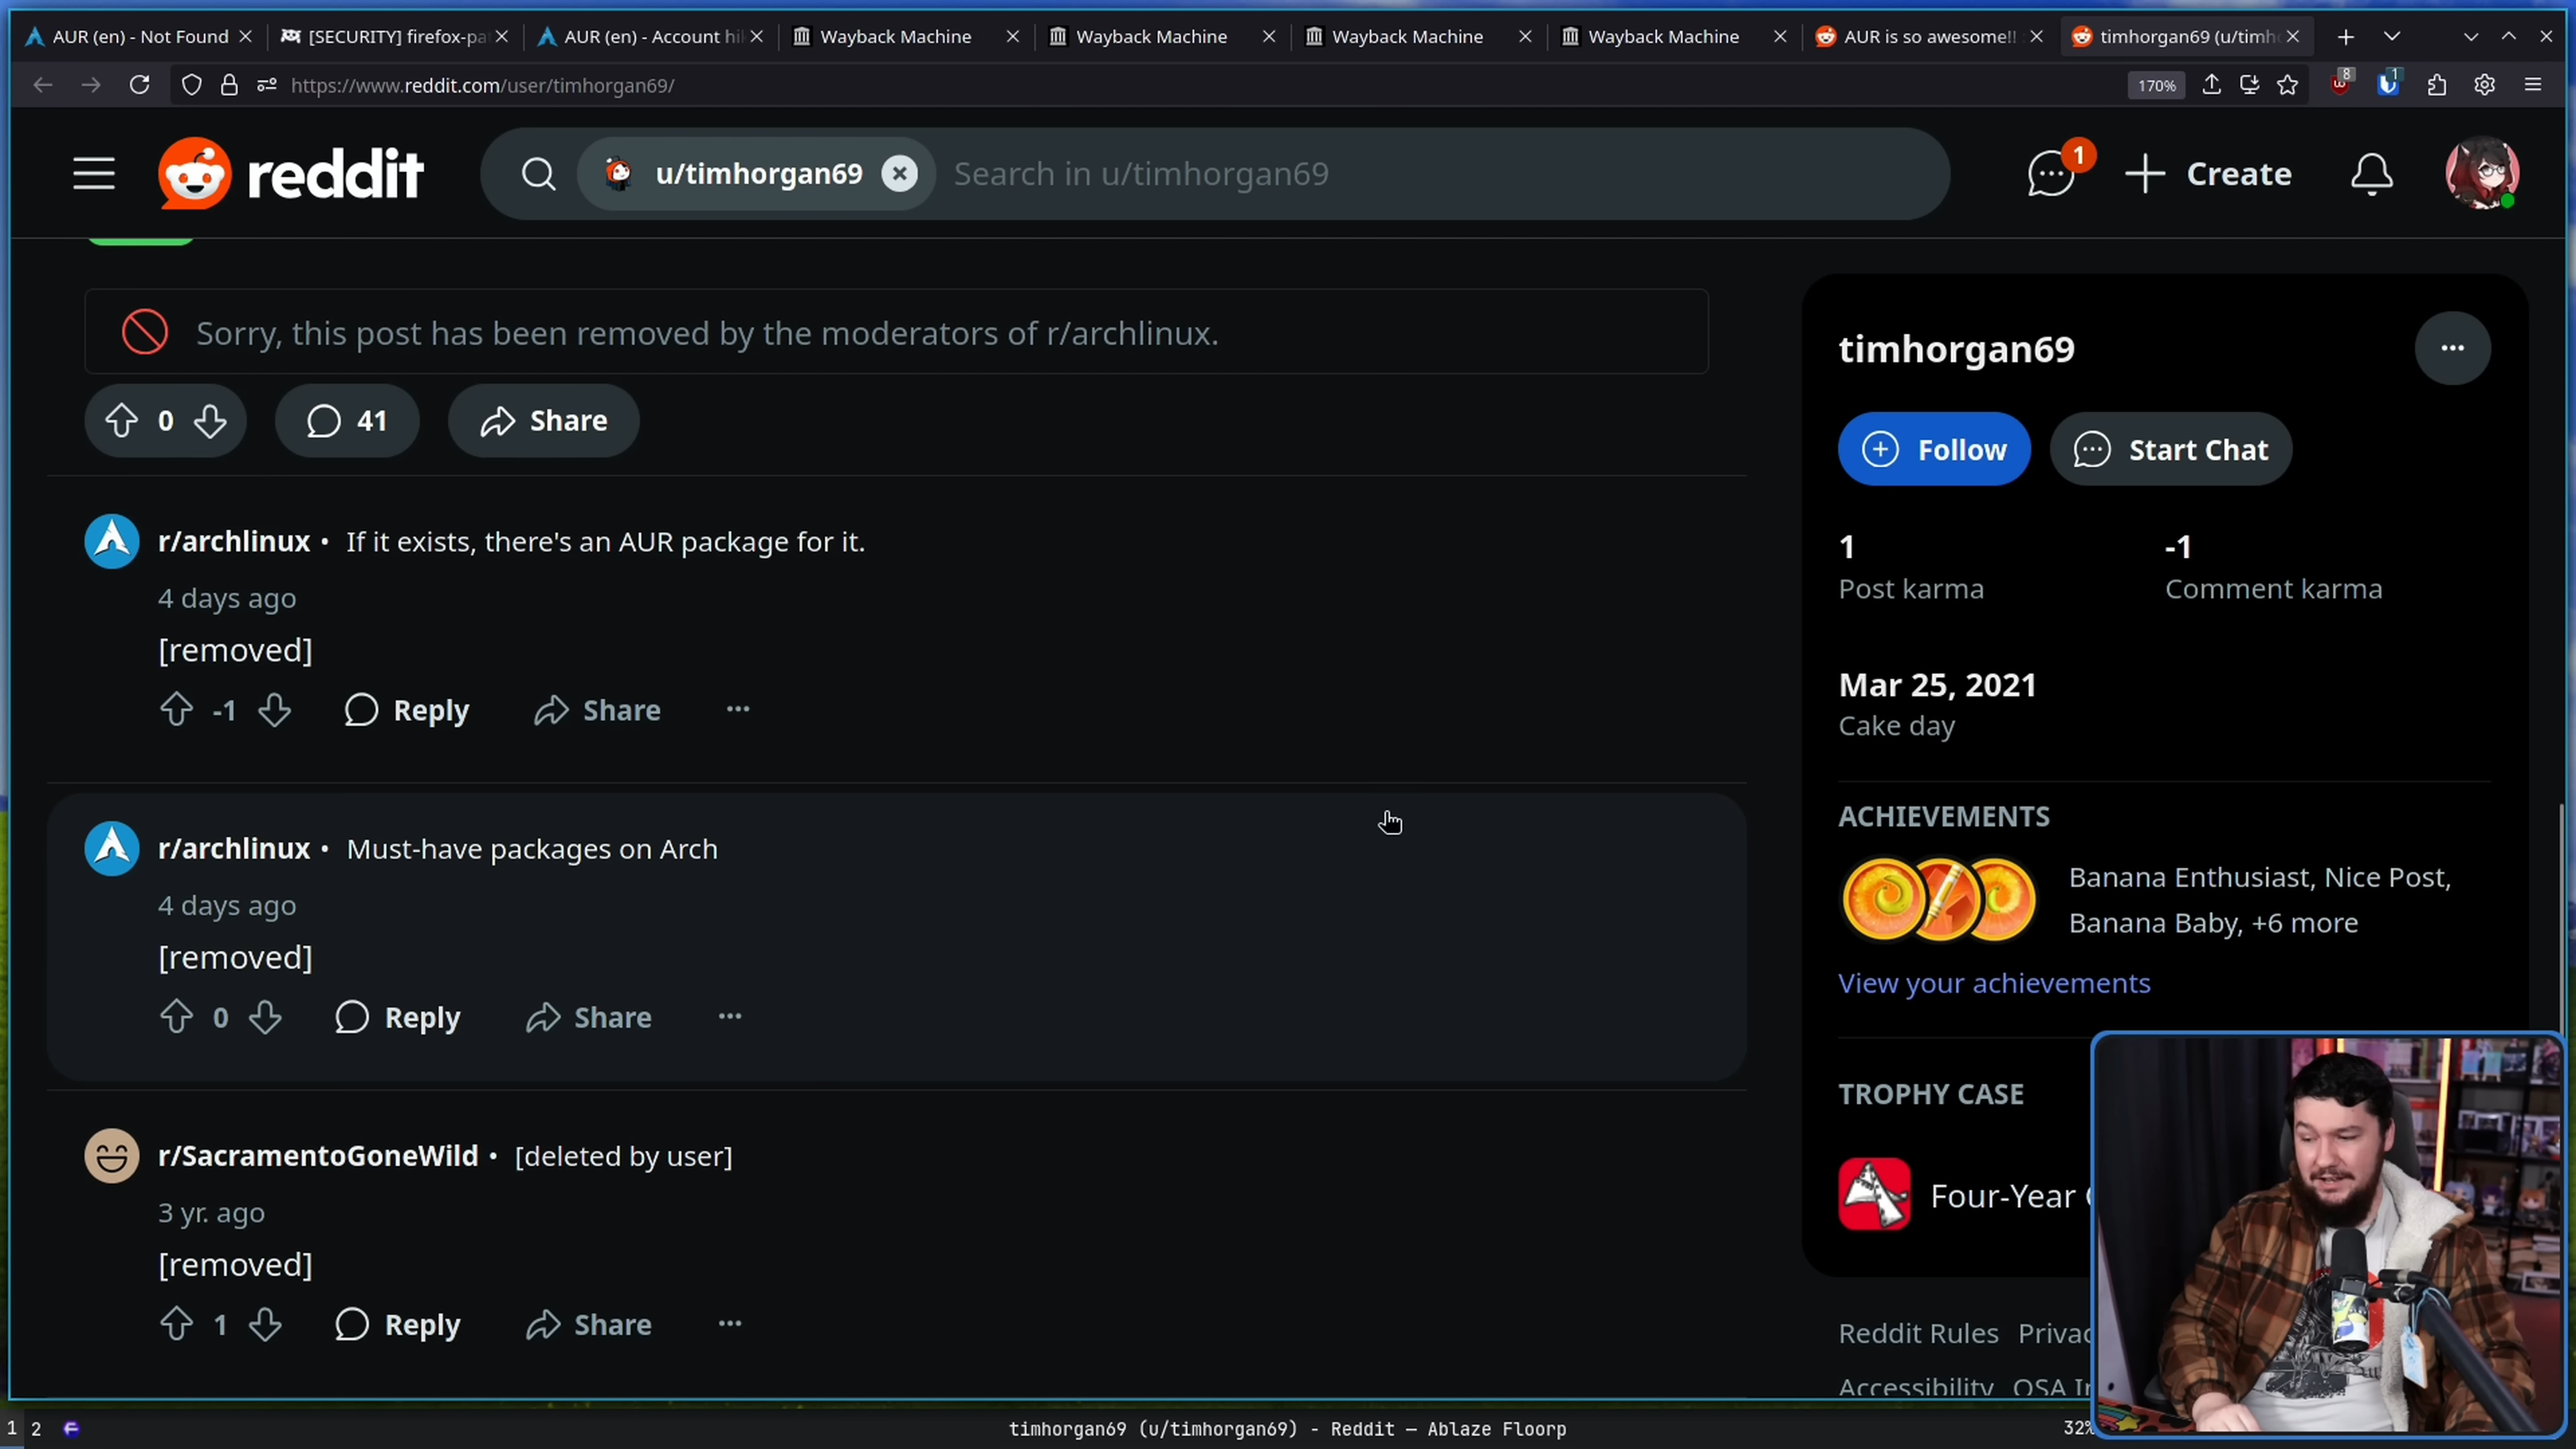 AUR (en) - Not Found
[SECURITY] firefox-pa
AUR (en) - Account hi
Wayback Machine
Wayback Machine
Wayback Machine
Wayback Machine
AUR is so awesome!!
timhorgan69 (u/timh
https://www.reddit.com/user/timhorgan69/
170%
8
1
reddit
u/timhorgan69
Search in u/timhorgan69
1
Create
Sorry, this post has been removed by the moderators of r/archlinux.
0
41
Share
r/archlinux • If it exists, there's an AUR package for it.
4 days ago
[removed]
-1
Reply
Share
r/archlinux • Must-have packages on Arch
4 days ago
[removed]
0
Reply
Share
r/SacramentoGoneWild • [deleted by user]
3 yr. ago
[removed]
1
Reply
Share
timhorgan69
Follow
Start Chat
1
Post karma
-1
Comment karma
Mar 25, 2021
Cake day
ACHIEVEMENTS
Banana Enthusiast, Nice Post,
Banana Baby, +6 more
View your achievements
TROPHY CASE
Four-Year
Reddit Rules
Privac
Accessibility
OSA
1 2
timhorgan69 (u/timhorgan69) - Reddit — Ablaze Floorp
32%